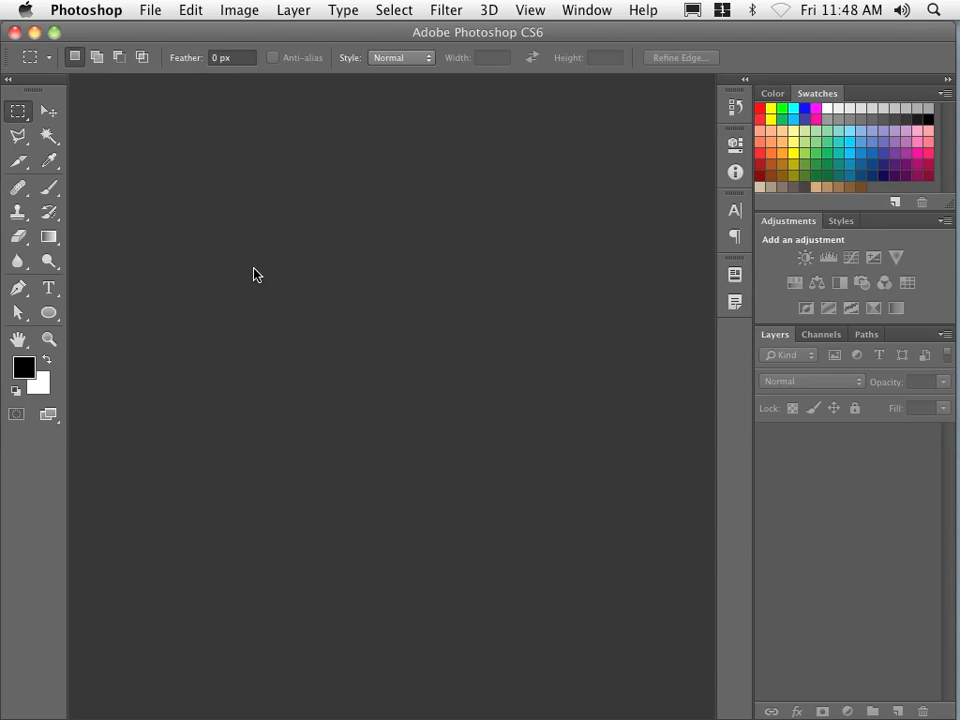 Photoshop File Edit Image Layer Type Select Filter 3D View Window Help Fri 11:48 AM
Adobe Photoshop CS6
Feather: 0 px Anti-alias Style: Normal Width: Height: Refine Edge...
Color Swatches
Adjustments Styles
Add an adjustment
Layers Channels Paths
Kind
Normal Opacity:
Lock: Fill: